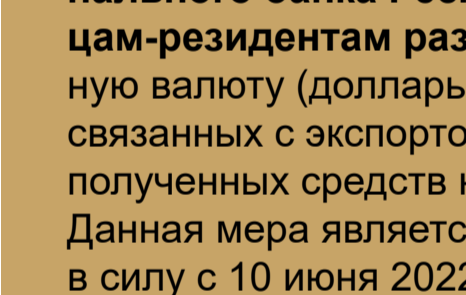 цам-резидентам раз
ную валюту (доллары
связанных с экспорто
полученных средств
Данная мера являетс
в силу с 10 июня 2022